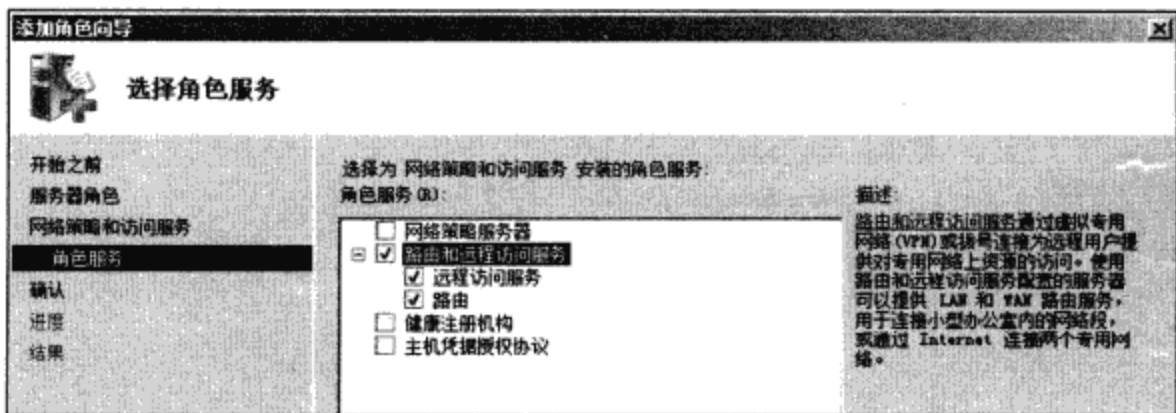 添加角色向导
选择角色服务
开始之前
服务器角色
网络策略和访问服务
角色服务
确认
进度
结果
选择为 网络策略和访问服务 安装的角色服务:
角色服务(R):
网络策略服务器
路由和远程访问服务
远程访问服务
路由
健康注册机构
主机凭据授权协议
描述:
路由和远程访问服务通过虚拟专用
网络(VPN)或拨号连接为远程用户提
供对专用网络上资源的访问。使用
路由和远程访问服务配置的服务器
可以提供 LAN 和 WAN 路由服务,
用于连接小型办公室内的网络段,
或通过 Internet 连接两个专用网
络。